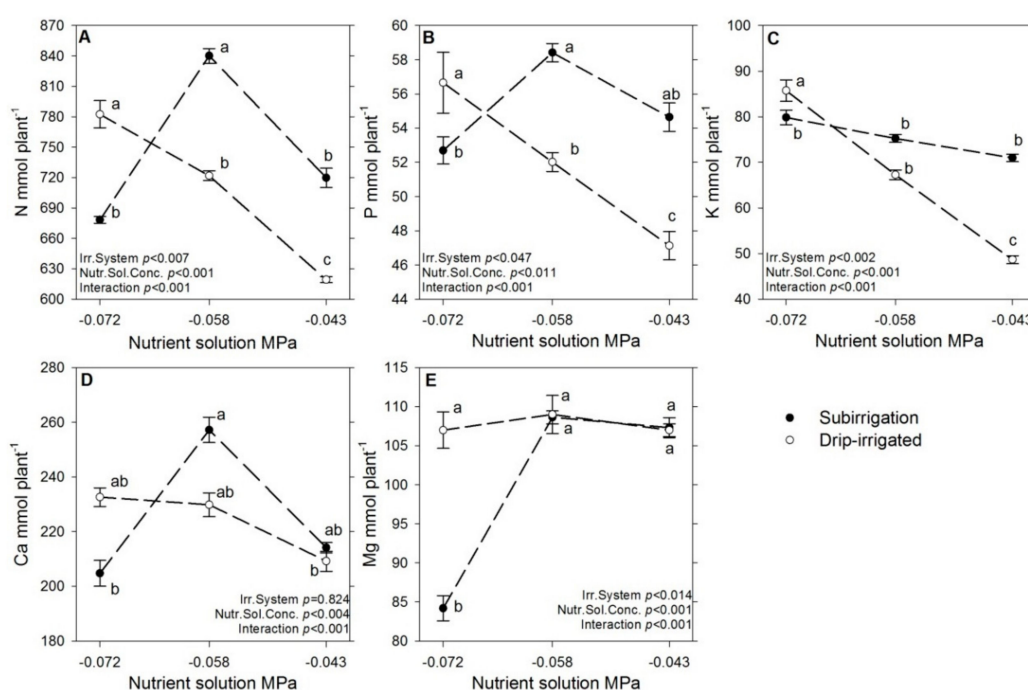 A
N mmol plant⁻¹
870
840
810
780
750
720
690
660
630
600
a
a
b
b
b
c
Irr.System p<0.007
Nutr.Sol.Conc. p<0.001
Interaction p<0.001
-0.072
-0.058
-0.043
Nutrient solution MPa
B
P mmol plant⁻¹
60
58
56
54
52
50
48
46
44
a
a
ab
b
b
c
Irr.System p<0.047
Nutr.Sol.Conc. p<0.011
Interaction p<0.001
-0.072
-0.058
-0.043
Nutrient solution MPa
C
K mmol plant⁻¹
100
90
80
70
60
50
40
a
b
b
b
b
c
Irr.System p<0.002
Nutr.Sol.Conc. p<0.001
Interaction p<0.001
-0.072
-0.058
-0.043
Nutrient solution MPa
D
Ca mmol plant⁻¹
280
260
240
220
200
180
a
ab
ab
ab
b
b
Irr.System p=0.824
Nutr.Sol.Conc. p<0.004
Interaction p<0.001
-0.072
-0.058
-0.043
Nutrient solution MPa
E
Mg mmol plant⁻¹
115
110
105
100
95
90
85
80
a
a
a
a
a
b
Irr.System p<0.014
Nutr.Sol.Conc. p<0.001
Interaction p<0.001
-0.072
-0.058
-0.043
Nutrient solution MPa
Subirrigation
Drip-irrigated